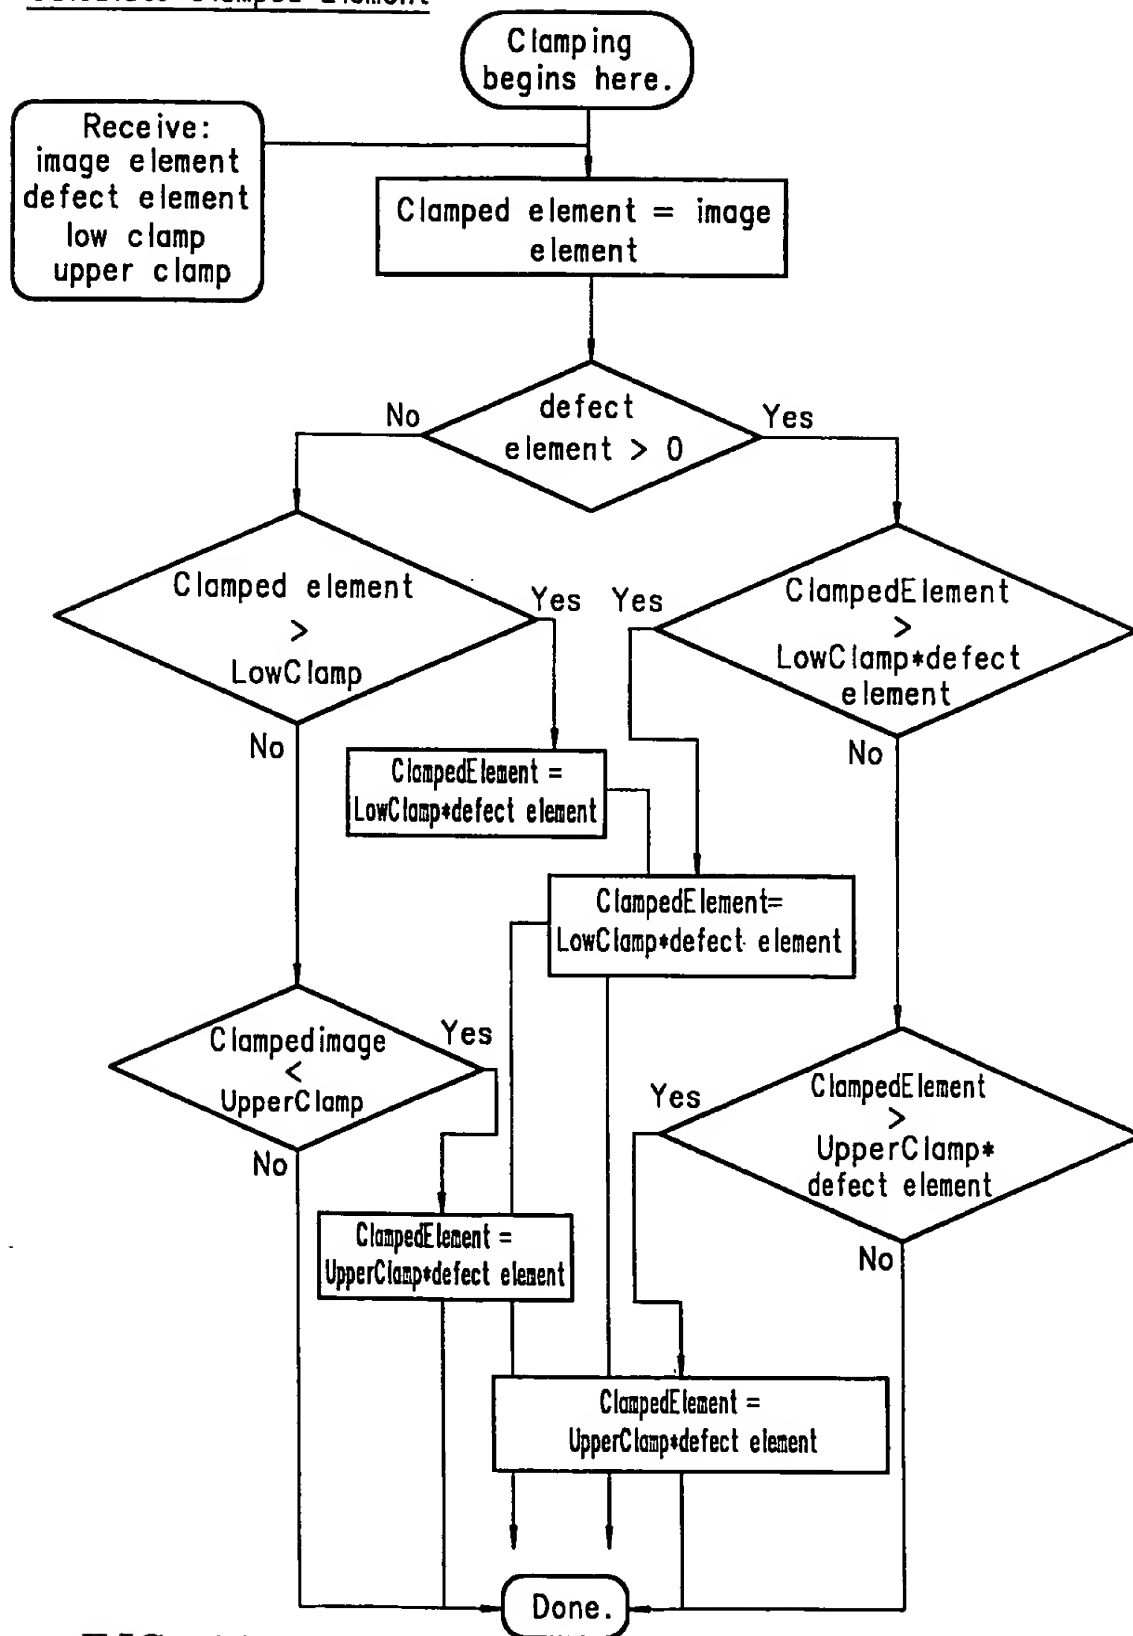 Calculate Clamped Element
Clamping
begins here.
Receive:
image element
defect element
low clamp
upper clamp
Clamped element = image
element
defect
element > 0
No
Yes
Clamped element
>
LowClamp
Yes
No
Yes
ClampedElement
>
LowClamp*defect
element
No
ClampedElement =
LowClamp*defect element
ClampedElement=
LowClamp*defect element
Clampedimage
<
UpperClamp
Yes
No
Yes
ClampedElement
>
UpperClamp*
defect element
No
ClampedElement =
UpperClamp*defect element
ClampedElement =
UpperClamp*defect element
Done.